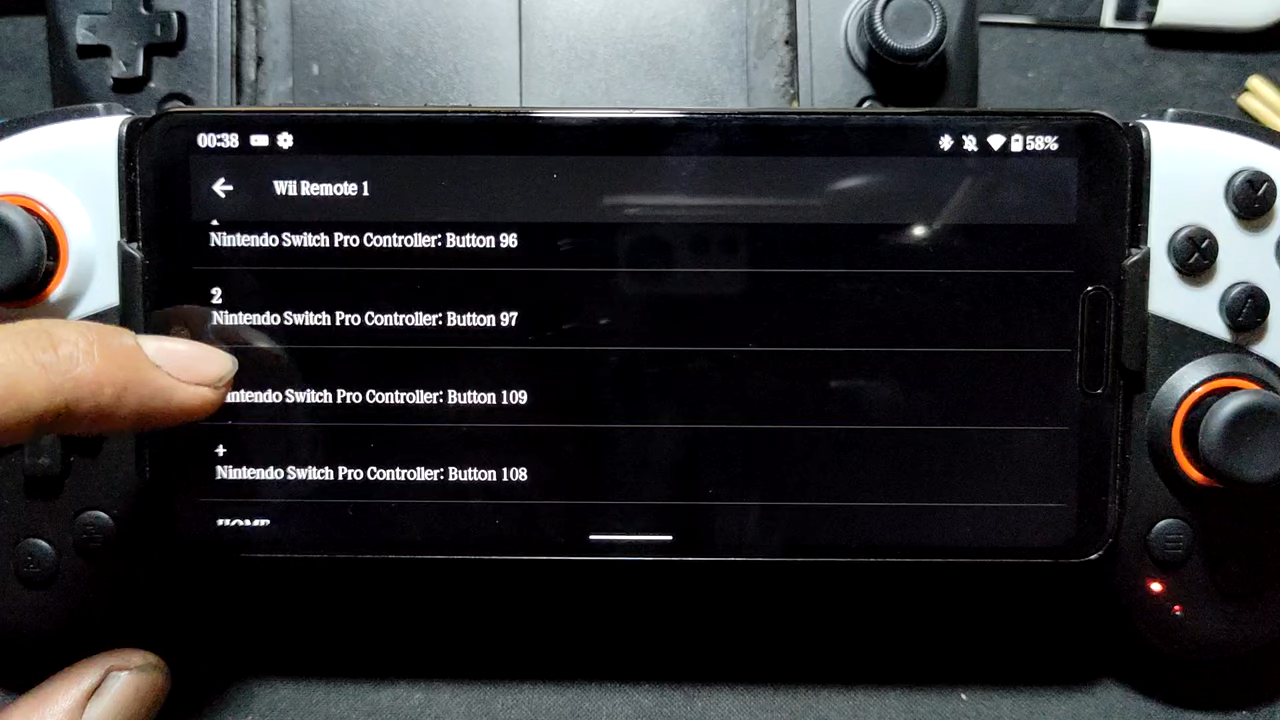 00:38
58%
Wii Remote 1
Nintendo Switch Pro Controller: Button 96
2
Nintendo Switch Pro Controller: Button 97
Nintendo Switch Pro Controller: Button 109
+
Nintendo Switch Pro Controller: Button 108
HOME
Y
X